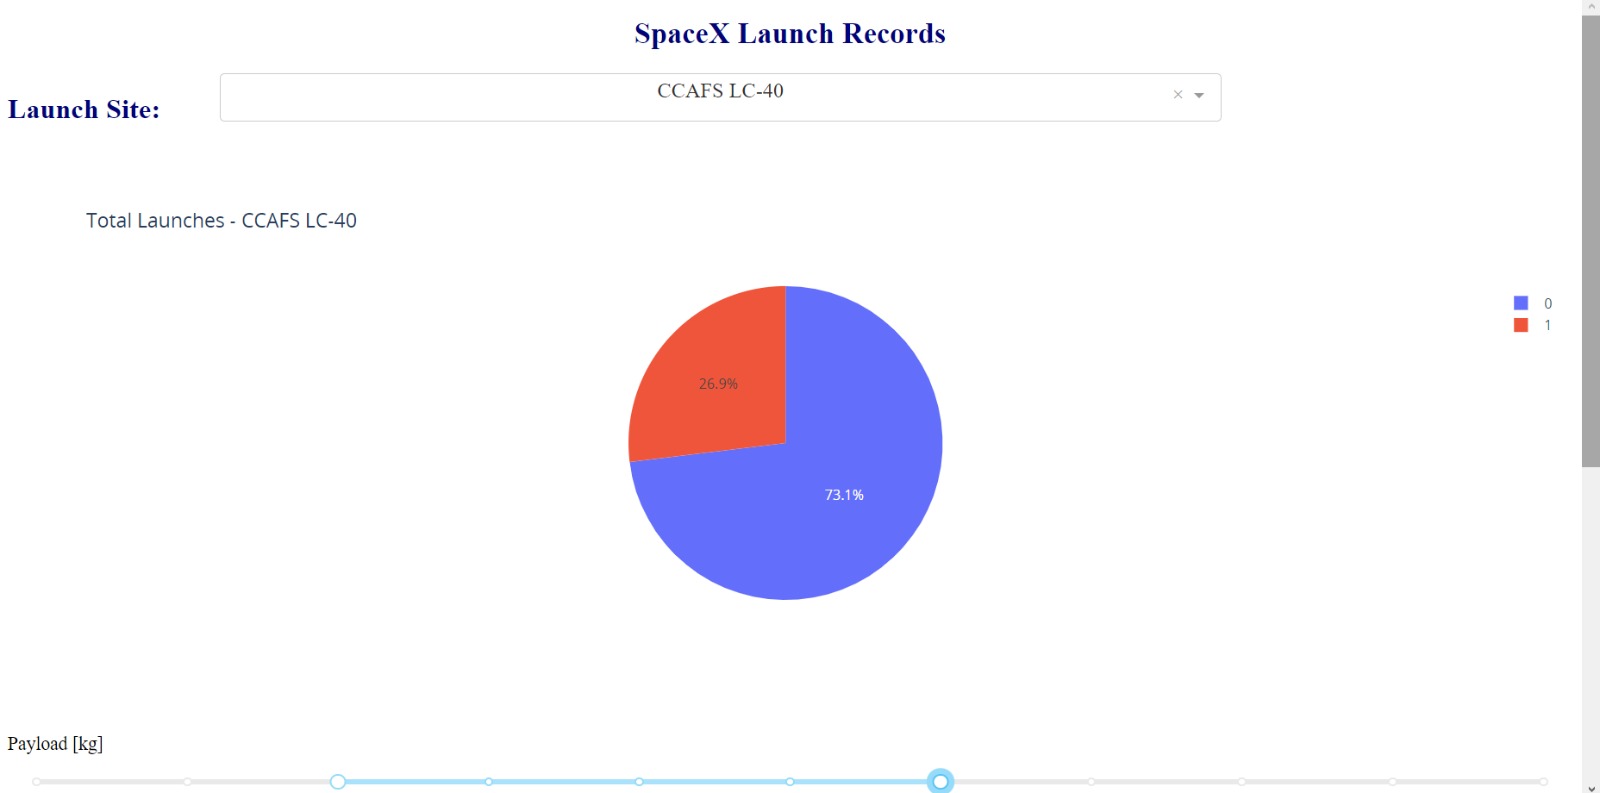 SpaceX Launch Records
Launch Site:
CCAFS LC-40
Total Launches - CCAFS LC-40
0
1
26.9%
73.1%
Payload [kg]